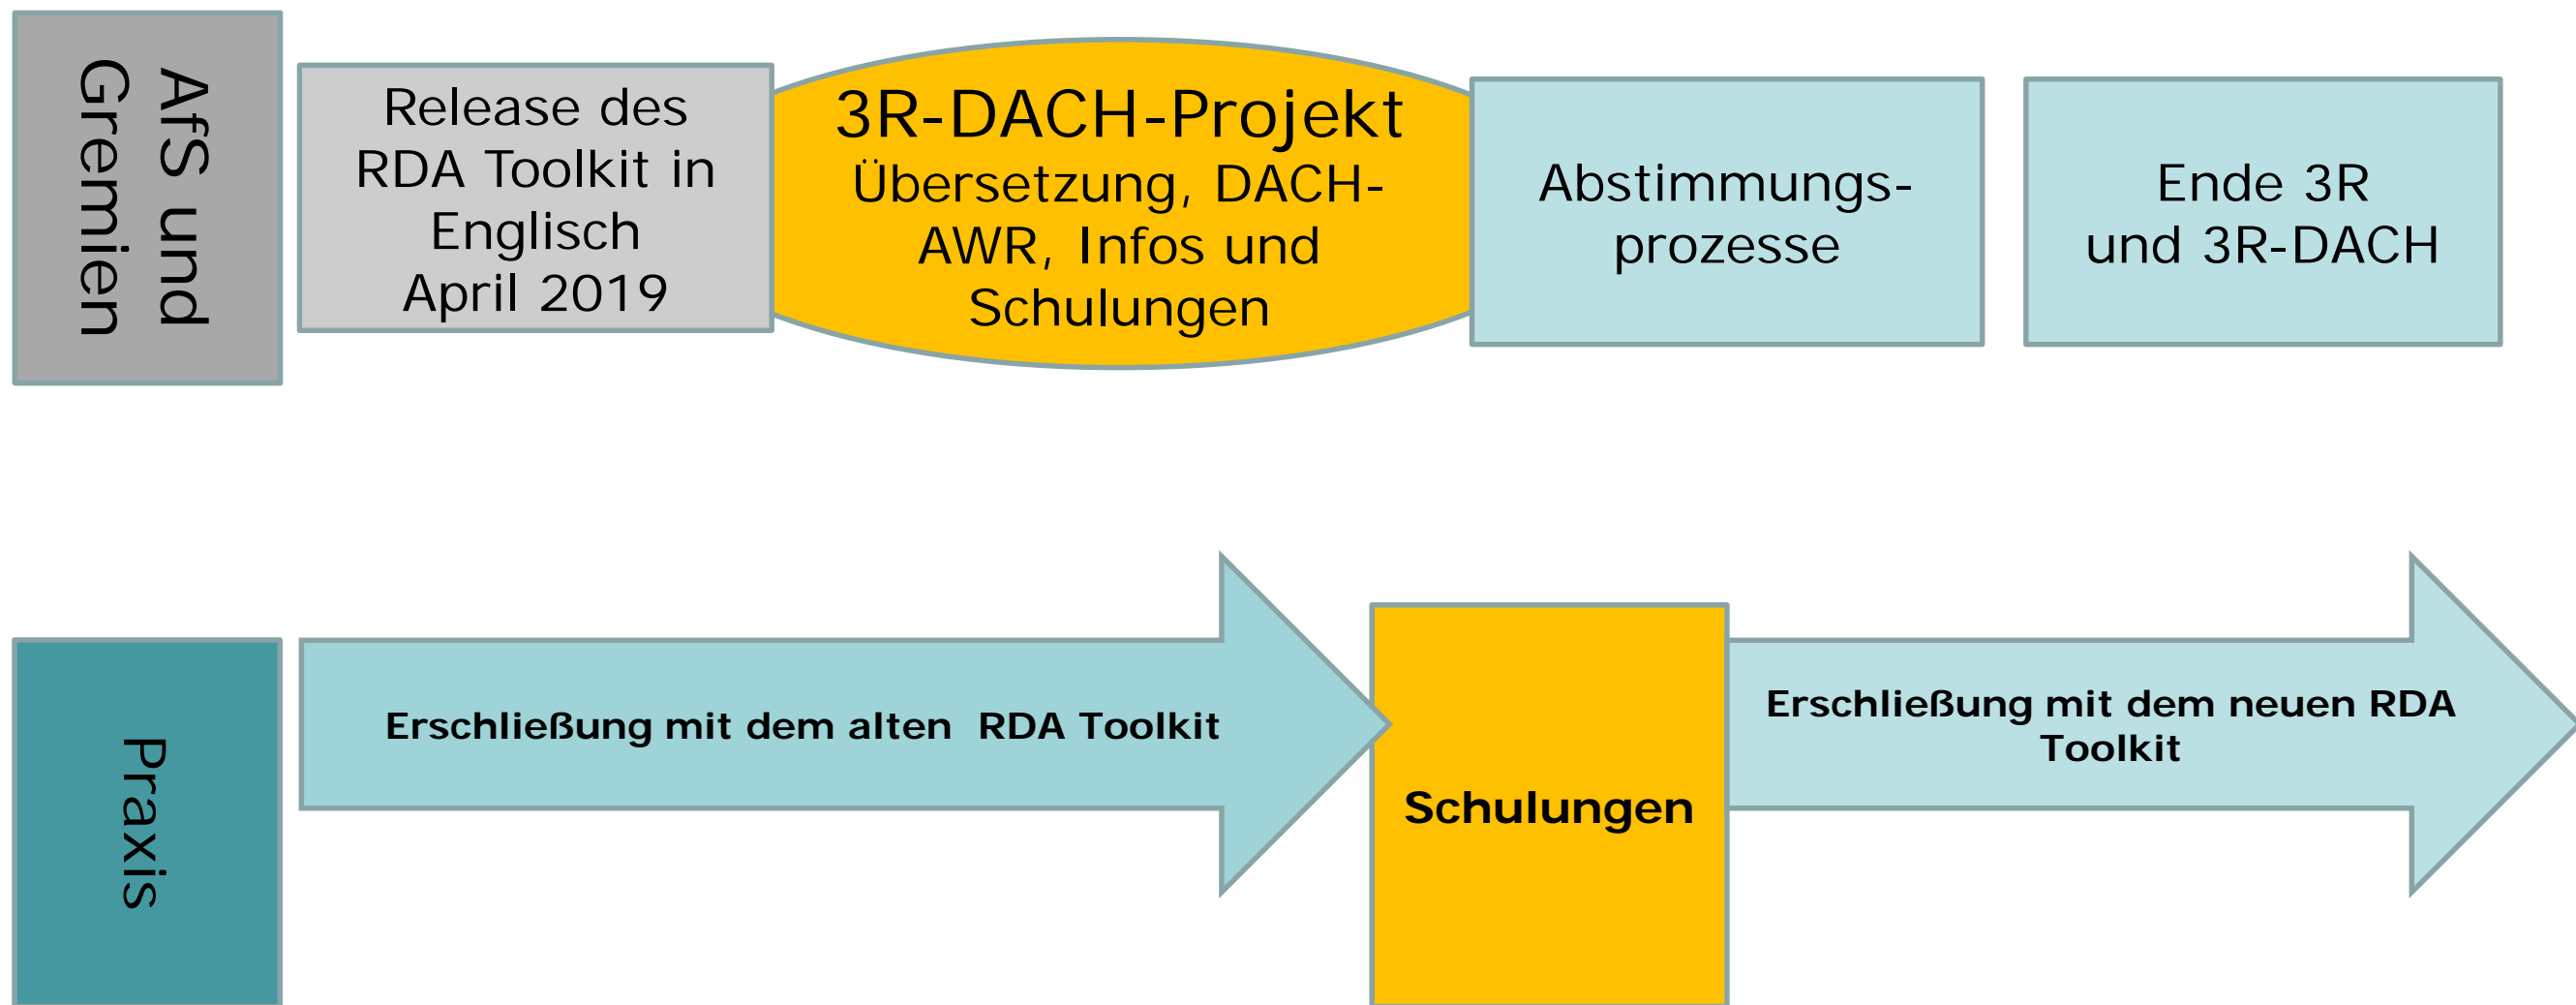 AfS und
Gremien
Release des
RDA Toolkit in
Englisch
April 2019
3R-DACH-Projekt
Übersetzung, DACH-
AWR, Infos und
Schulungen
Abstimmungs-
prozesse
Ende 3R
und 3R-DACH
Praxis
Erschließung mit dem alten RDA Toolkit
Schulungen
Erschließung mit dem neuen RDA
Toolkit